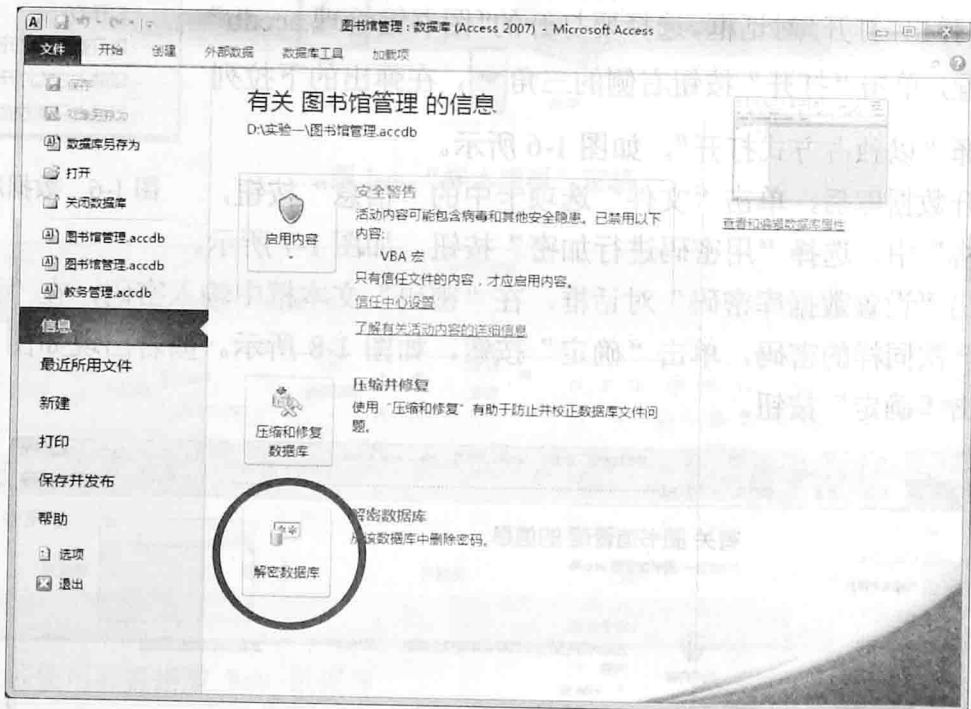 图书馆管理 : 数据库 (Access 2007) - Microsoft Access
文件 开始 创建 外部数据 数据库工具 加载项
保存
对象另存为
数据库另存为
打开
关闭数据库
图书馆管理.accdb
图书馆管理.accdb
教务管理.accdb
信息
最近所用文件
新建
打印
保存并发布
帮助
选项
退出
有关 图书馆管理 的信息
D:\实验一\图书馆管理.accdb
启用内容
安全警告
活动内容可能包含病毒和其他安全隐患。已禁用以下
内容:
VBA 宏
只有信任文件的内容，才应启用内容。
信任中心设置
了解有关活动内容的详细信息
查看和编辑数据库属性
压缩和修复
数据库
压缩并修复
使用“压缩和修复”有助于防止并校正数据库文件问
题。
解密数据库
解密数据库
从该数据库中删除密码。